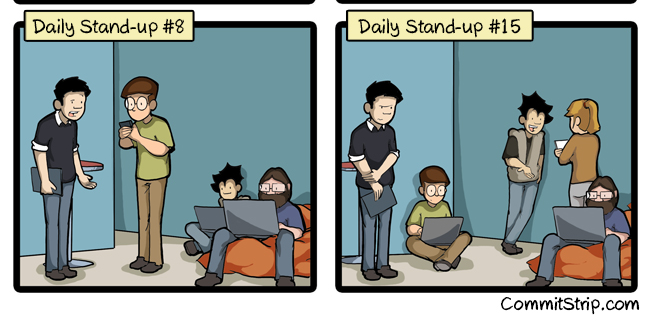 Daily Stand-up #8
Daily Stand-up #15
CommitStrip.com